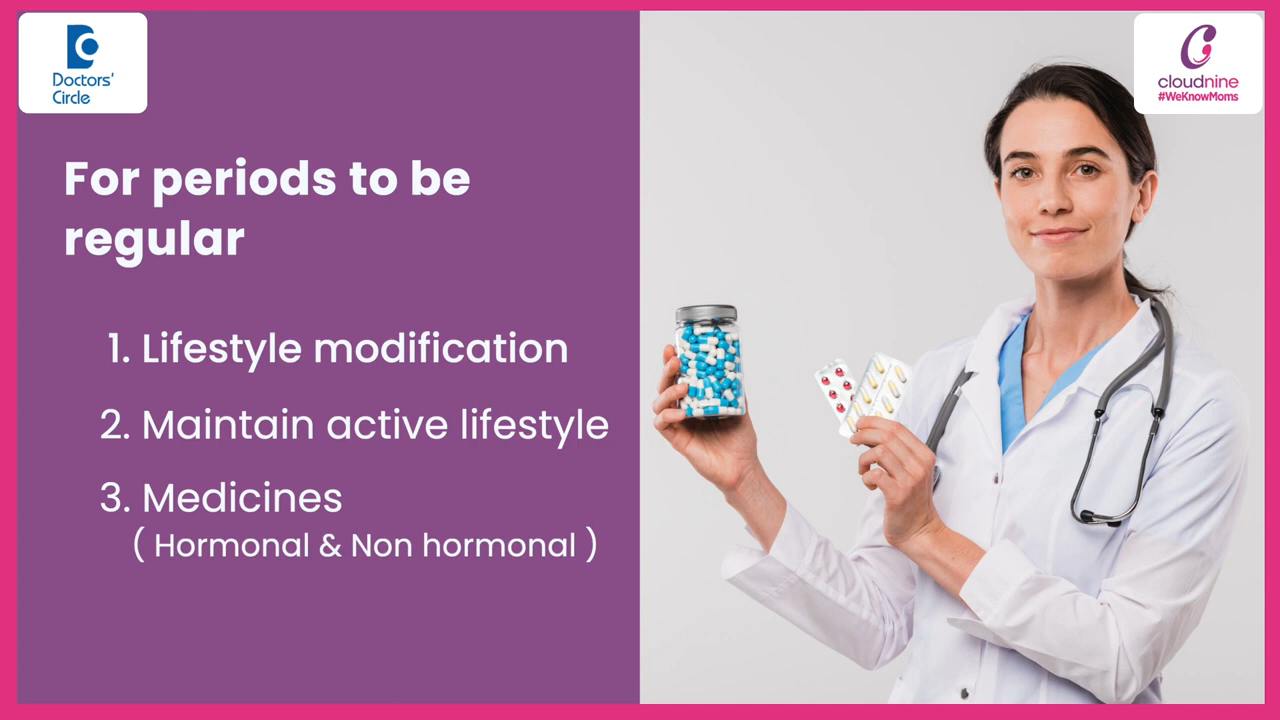 Doctors'
Circle
cloudnine
#WeKnowMoms
For periods to be
regular
1. Lifestyle modification
2. Maintain active lifestyle
3. Medicines
( Hormonal & Non hormonal )